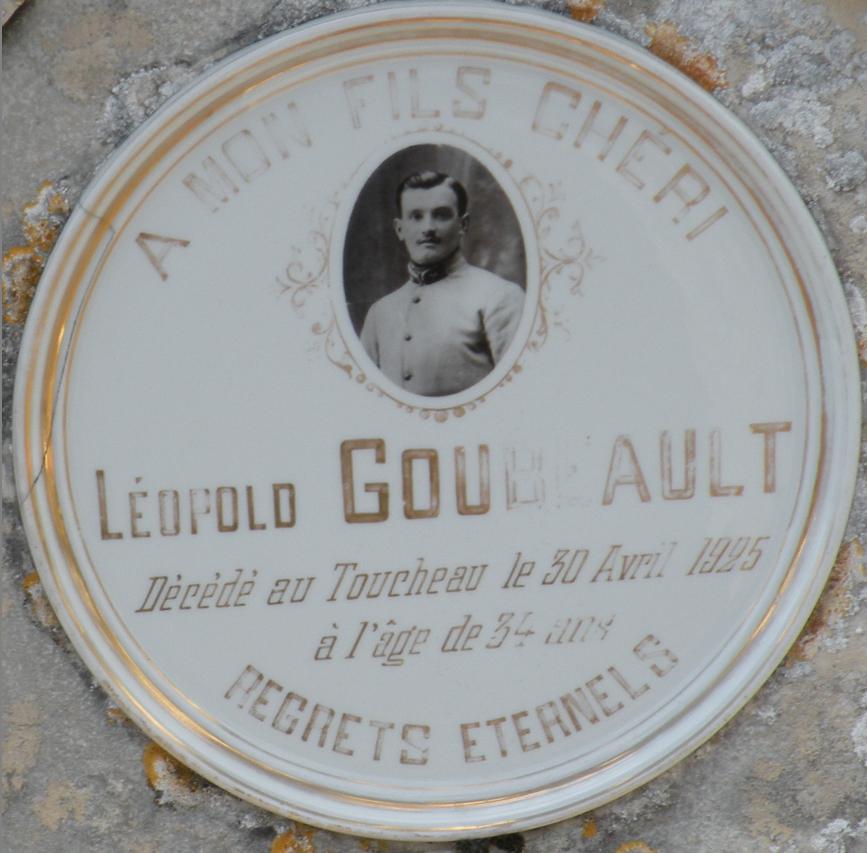 A MON FILS CHÉRI
LÉOPOLD GOUBEAULT
Décédé au Toucheau le 30 Avril 1925
à l'âge de 34 ans
REGRETS ETERNELS